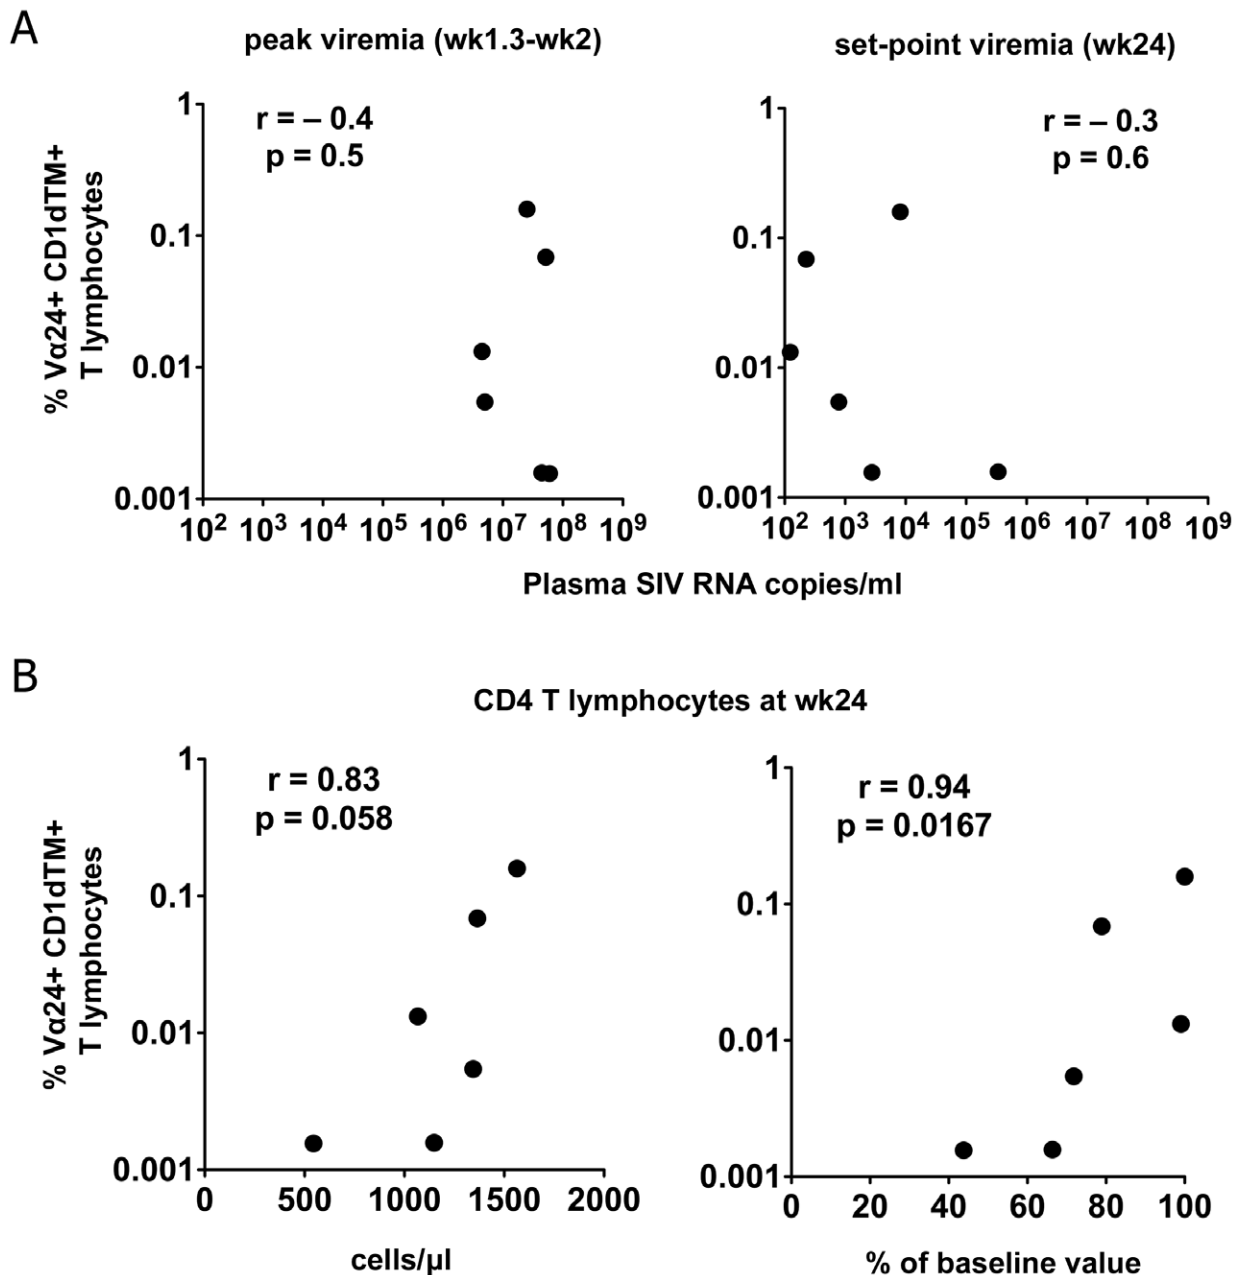 A
peak viremia (wk1.3-wk2)
set-point viremia (wk24)
r = – 0.4
p = 0.5
r = – 0.3
p = 0.6
% Vα24+ CD1dTM+
T lymphocytes
1
0.1
0.01
0.001
10² 10³ 10⁴ 10⁵ 10⁶ 10⁷ 10⁸ 10⁹
1
0.1
0.01
0.001
10² 10³ 10⁴ 10⁵ 10⁶ 10⁷ 10⁸ 10⁹
Plasma SIV RNA copies/ml
B
CD4 T lymphocytes at wk24
r = 0.83
p = 0.058
r = 0.94
p = 0.0167
% Vα24+ CD1dTM+
T lymphocytes
1
0.1
0.01
0.001
0 500 1000 1500 2000
cells/µl
1
0.1
0.01
0.001
0 20 40 60 80 100
% of baseline value